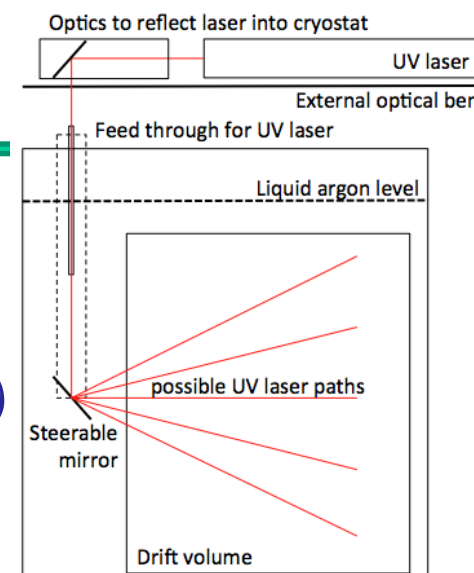 Optics to reflect laser into cryostat
UV laser
External optical ben
Feed through for UV laser
Liquid argon level
possible UV laser paths
Steerable
mirror
Drift volume